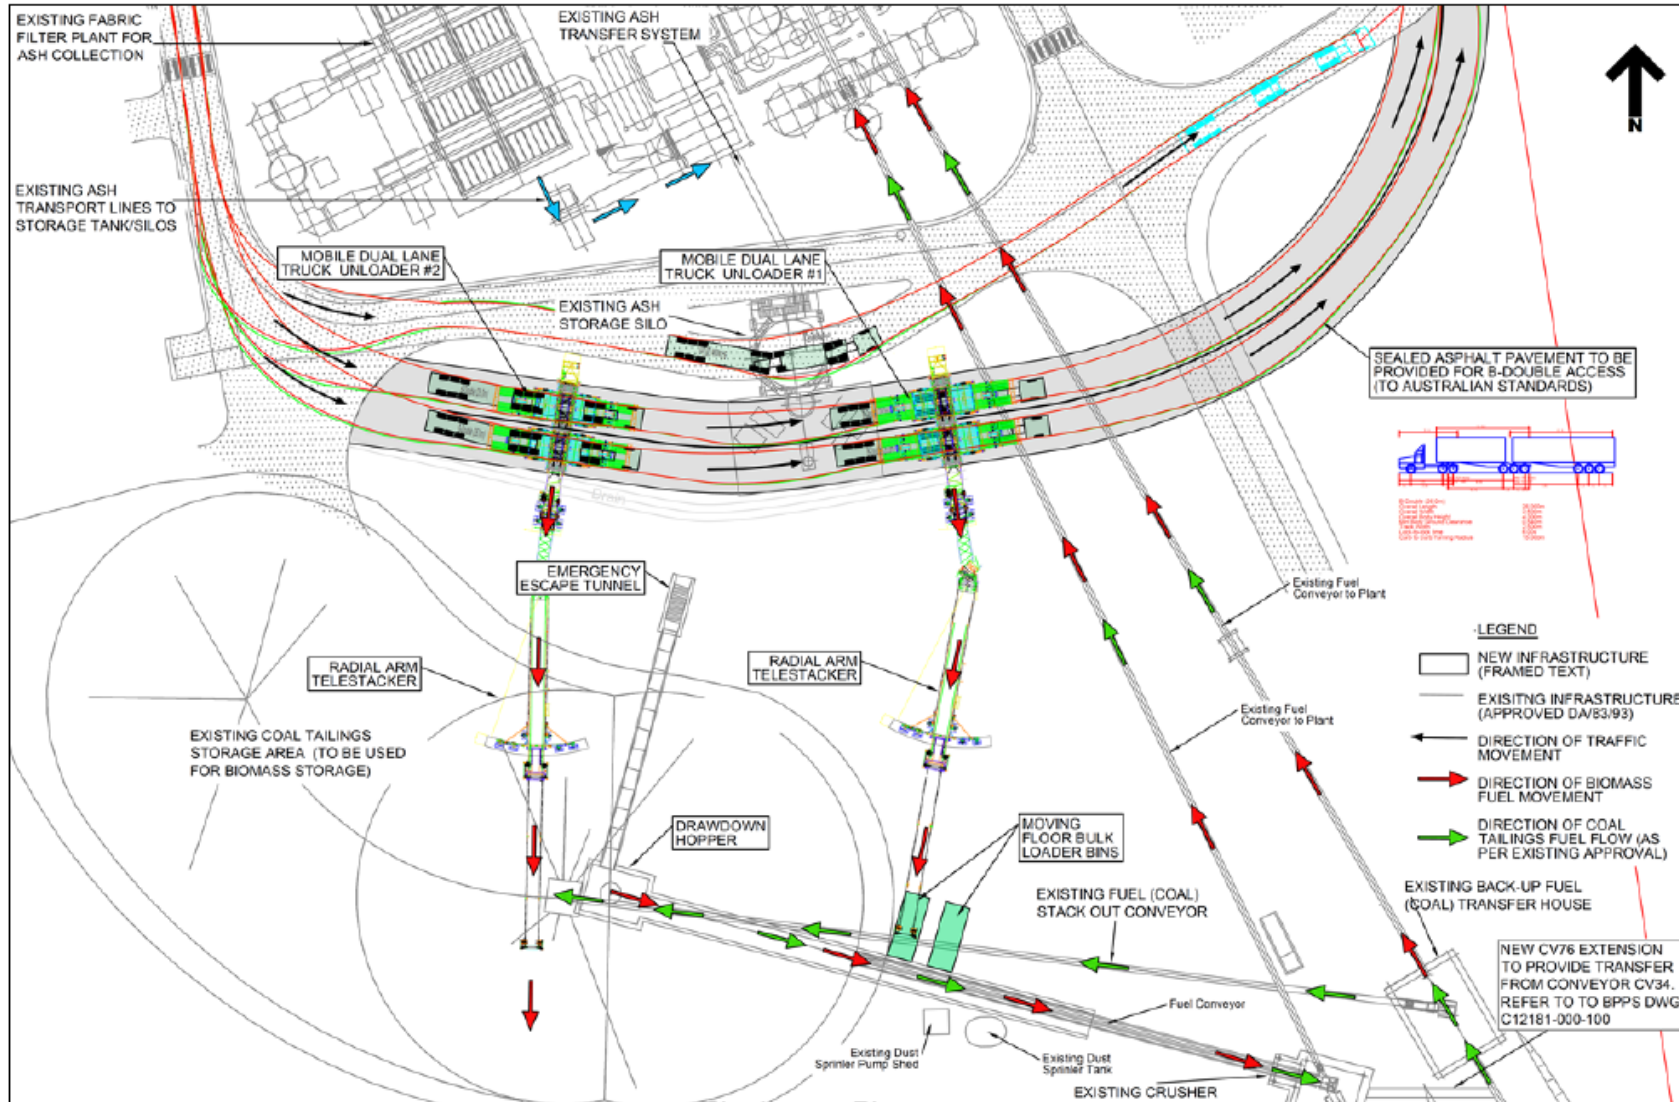 EXISTING FABRIC
FILTER PLANT FOR
ASH COLLECTION
EXISTING ASH
TRANSFER SYSTEM
N
EXISTING ASH
TRANSPORT LINES TO
STORAGE TANK/SILOS
MOBILE DUAL LANE
TRUCK UNLOADER #2
MOBILE DUAL LANE
TRUCK UNLOADER #1
EXISTING ASH
STORAGE SILO
SEALED ASPHALT PAVEMENT TO BE
PROVIDED FOR B-DOUBLE ACCESS
(TO AUSTRALIAN STANDARDS)
Drain
EMERGENCY
ESCAPE TUNNEL
Existing Fuel
Conveyor to Plant
RADIAL ARM
TELESTACKER
RADIAL ARM
TELESTACKER
Existing Fuel
Conveyor to Plant
EXISTING COAL TAILINGS
STORAGE AREA (TO BE USED
FOR BIOMASS STORAGE)
LEGEND
NEW INFRASTRUCTURE
(FRAMED TEXT)
EXISITNG INFRASTRUCTURE
(APPROVED DA/83/93)
DIRECTION OF TRAFFIC
MOVEMENT
DIRECTION OF BIOMASS
FUEL MOVEMENT
DIRECTION OF COAL
TAILINGS FUEL FLOW (AS
PER EXISTING APPROVAL)
DRAWDOWN
HOPPER
MOVING
FLOOR BULK
LOADER BINS
EXISTING FUEL (COAL)
STACK OUT CONVEYOR
EXISTING BACK-UP FUEL
(COAL) TRANSFER HOUSE
NEW CV76 EXTENSION
TO PROVIDE TRANSFER
FROM CONVEYOR CV34.
REFER TO TO BPPS DWG
C12181-000-100
Fuel Conveyor
Existing Dust
Sprinler Pump Shed
Existing Dust
Sprinler Tank
EXISTING CRUSHER